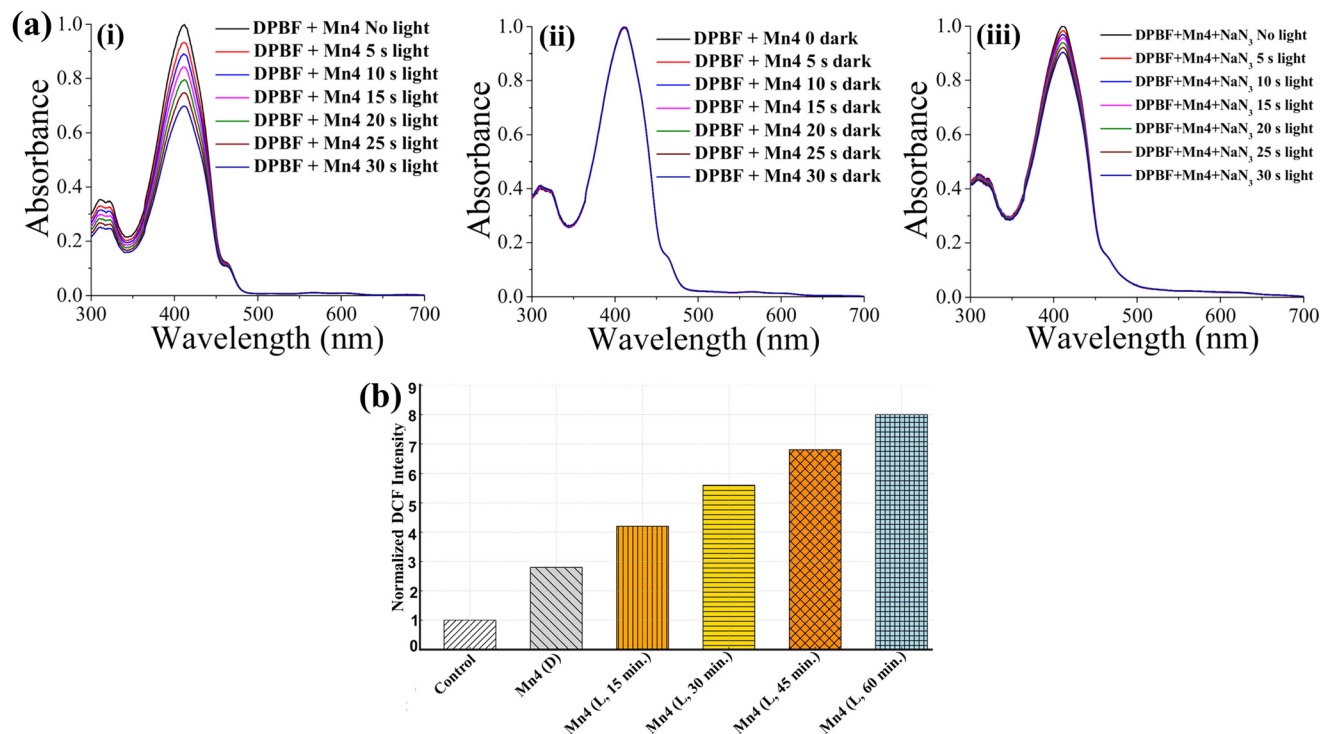 (a)
(i)
DPBF + Mn4 No light
DPBF + Mn4 5 s light
DPBF + Mn4 10 s light
DPBF + Mn4 15 s light
DPBF + Mn4 20 s light
DPBF + Mn4 25 s light
DPBF + Mn4 30 s light
Absorbance
1.0
0.8
0.6
0.4
0.2
0.0
300 400 500 600 700
Wavelength (nm)
(ii)
DPBF + Mn4 0 dark
DPBF + Mn4 5 s dark
DPBF + Mn4 10 s dark
DPBF + Mn4 15 s dark
DPBF + Mn4 20 s dark
DPBF + Mn4 25 s dark
DPBF + Mn4 30 s dark
Absorbance
1.0
0.8
0.6
0.4
0.2
0.0
300 400 500 600 700
Wavelength (nm)
(iii)
DPBF+Mn4+NaN₃ No light
DPBF+Mn4+NaN₃ 5 s light
DPBF+Mn4+NaN₃ 10 s light
DPBF+Mn4+NaN₃ 15 s light
DPBF+Mn4+NaN₃ 20 s light
DPBF+Mn4+NaN₃ 25 s light
DPBF+Mn4+NaN₃ 30 s light
Absorbance
1.0
0.8
0.6
0.4
0.2
0.0
300 400 500 600 700
Wavelength (nm)
(b)
Normalized DCF Intensity
9
8
7
6
5
4
3
2
1
0
Control
Mn4 (D)
Mn4 (L, 15 min.)
Mn4 (L, 30 min.)
Mn4 (L, 45 min.)
Mn4 (L, 60 min.)